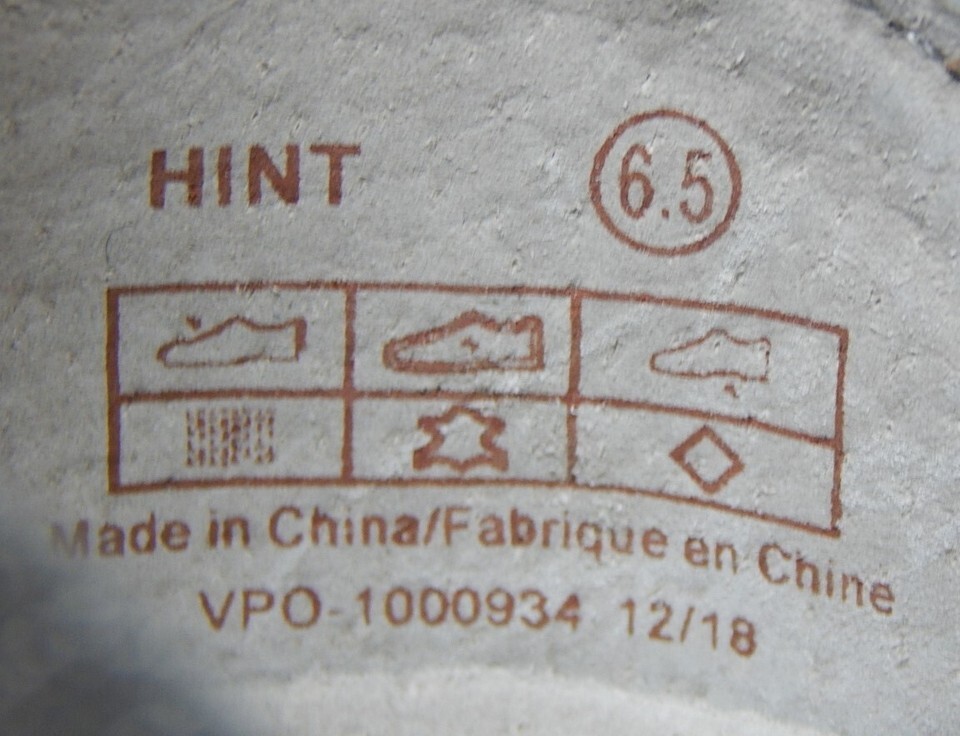 HINT 6.5
Made in China/Fabrique en Chine
VPO-1000934 12/18